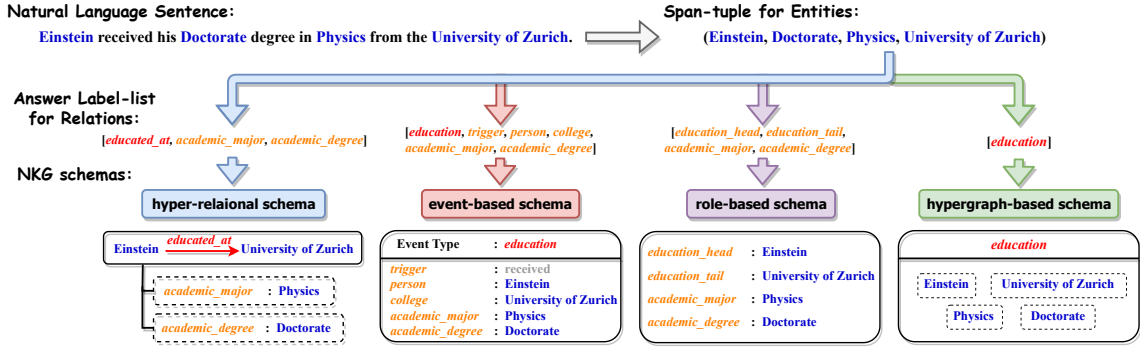 Natural Language Sentence:
Einstein received his Doctorate degree in Physics from the University of Zurich.
Span-tuple for Entities:
(Einstein, Doctorate, Physics, University of Zurich)
Answer Label-list
for Relations:
[educated_at, academic_major, academic_degree]
[education, trigger, person, college,
academic_major, academic_degree]
[education_head, education_tail,
academic_major, academic_degree]
[education]
NKG schemas:
hyper-relaional schema
event-based schema
role-based schema
hypergraph-based schema
Einstein educated_at University of Zurich
academic_major : Physics
academic_degree : Doctorate
Event Type : education
trigger : received
person : Einstein
college : University of Zurich
academic_major : Physics
academic_degree : Doctorate
education_head : Einstein
education_tail : University of Zurich
academic_major : Physics
academic_degree : Doctorate
education
Einstein University of Zurich
Physics Doctorate